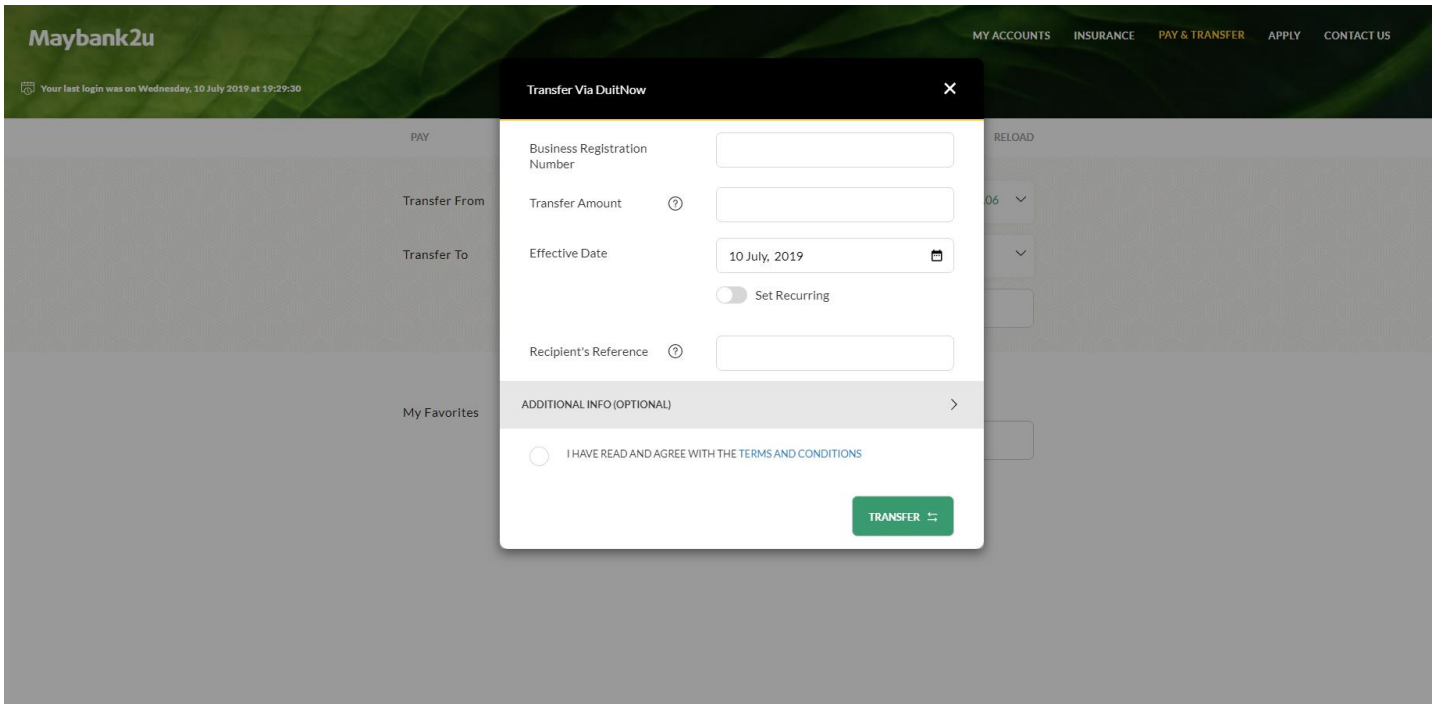 Maybank2u
MY ACCOUNTS INSURANCE PAY & TRANSFER APPLY CONTACT US
Your last login was on Wednesday, 10 July 2019 at 19:29:30
Transfer Via DuitNow
PAY
RELOAD
Business Registration
Number
Transfer From
Transfer Amount
.06
Transfer To
Effective Date
10 July, 2019
Set Recurring
Recipient's Reference
My Favorites
ADDITIONAL INFO (OPTIONAL)
I HAVE READ AND AGREE WITH THE TERMS AND CONDITIONS
TRANSFER